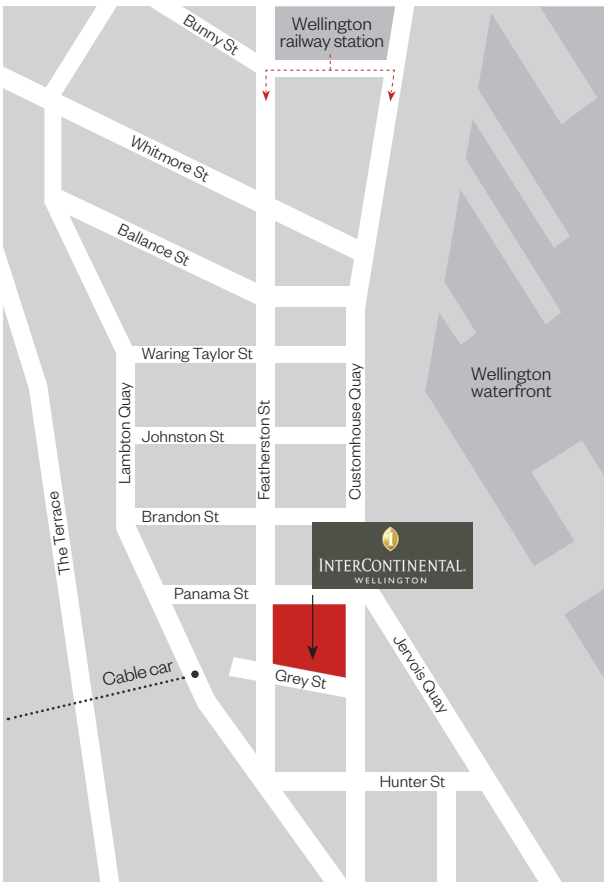 Bunny St
Wellington
railway station
Whitmore St
Ballance St
Waring Taylor St
Wellington
waterfront
Lambton Quay
Featherston St
Customhouse Quay
Johnston St
Brandon St
The Terrace
INTERCONTINENTAL.
WELLINGTON
Panama St
Jervois Quay
Cable car
Grey St
Hunter St